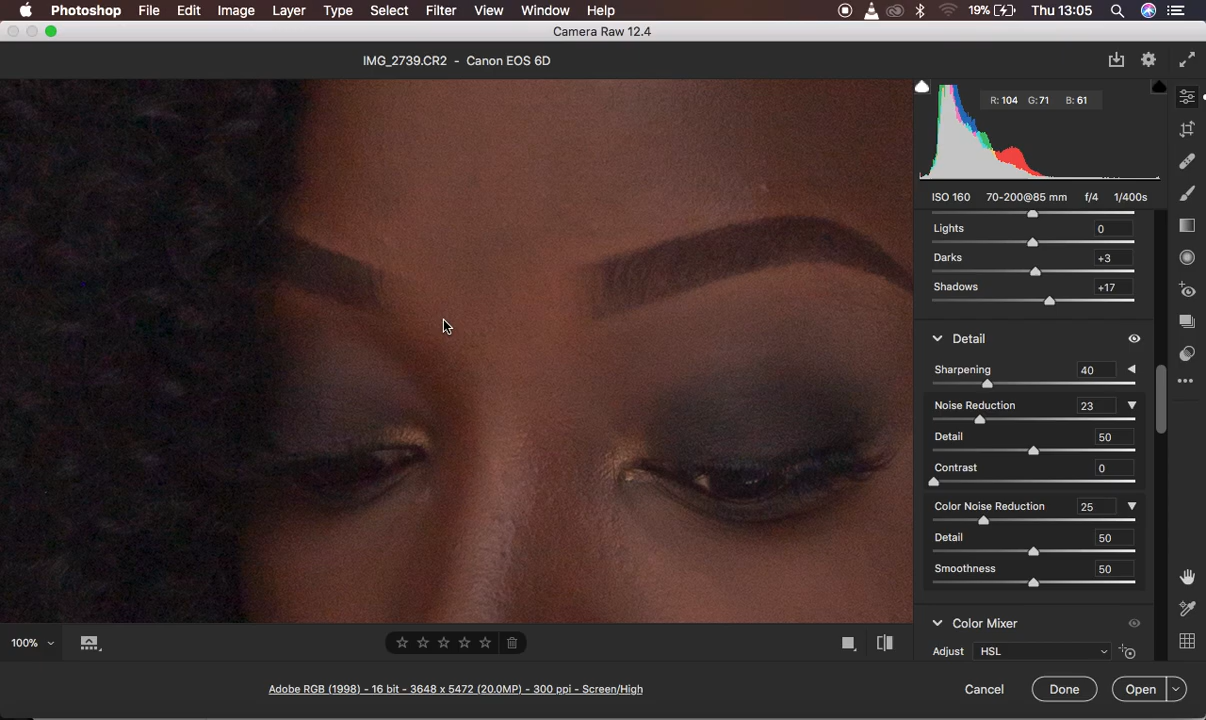 Photoshop File Edit Image Layer Type Select Filter View Window Help 19% Thu 13:05
Camera Raw 12.4
IMG_2739.CR2 - Canon EOS 6D
R: 104 G: 71 B: 61
ISO 160 70-200@85 mm f/4 1/400s
Lights 0
Darks +3
Shadows +17
Detail
Sharpening 40
Noise Reduction 23
Detail 50
Contrast 0
Color Noise Reduction 25
Detail 50
Smoothness 50
Color Mixer
Adjust HSL
100%
Adobe RGB (1998) - 16 bit - 3648 x 5472 (20.0MP) - 300 ppi - Screen/High
Cancel Done Open